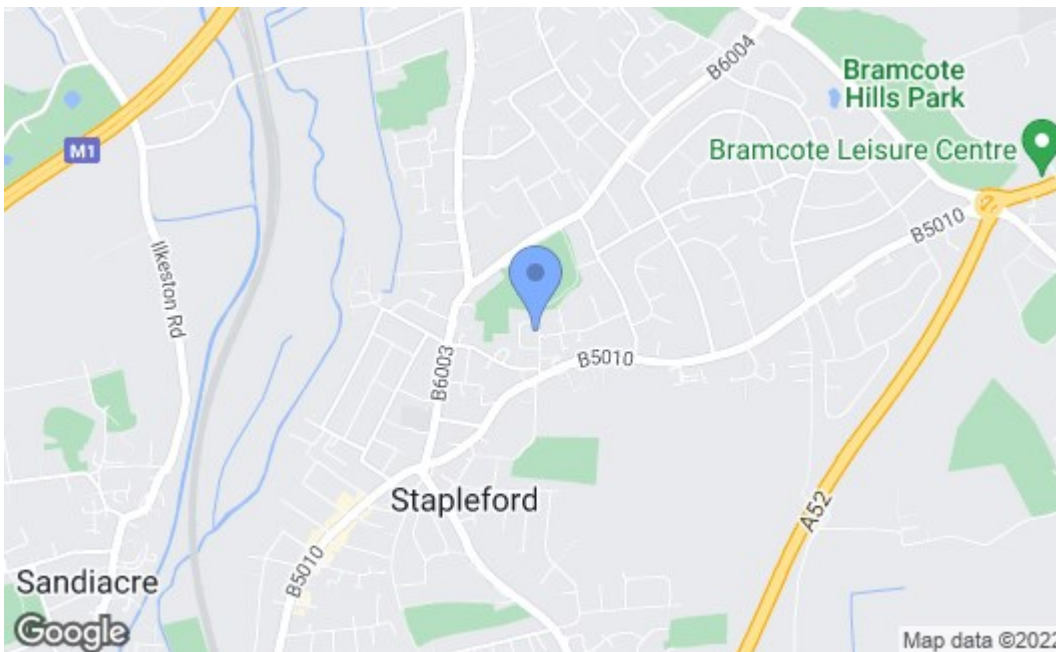 B6004
Bramcote
Hills Park
M1
Bramcote Leisure Centre
B5010
Ilkeston Rd
B6003
B5010
Stapleford
A52
B5010
Sandiacre
Google
Map data ©2022